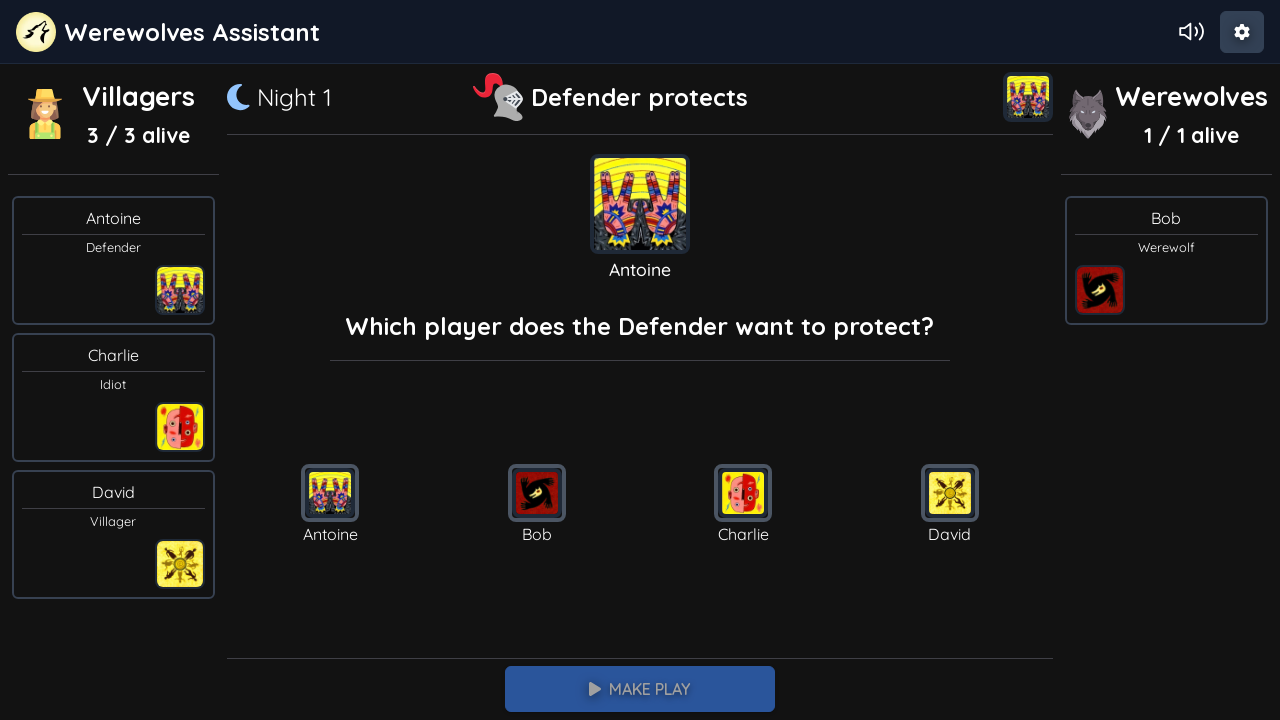 Werewolves Assistant
Villagers
3 / 3 alive
Antoine
Defender
Charlie
Idiot
David
Villager
Night 1
Defender protects
Antoine
Which player does the Defender want to protect?
Antoine
Bob
Charlie
David
MAKE PLAY
Werewolves
1 / 1 alive
Bob
Werewolf